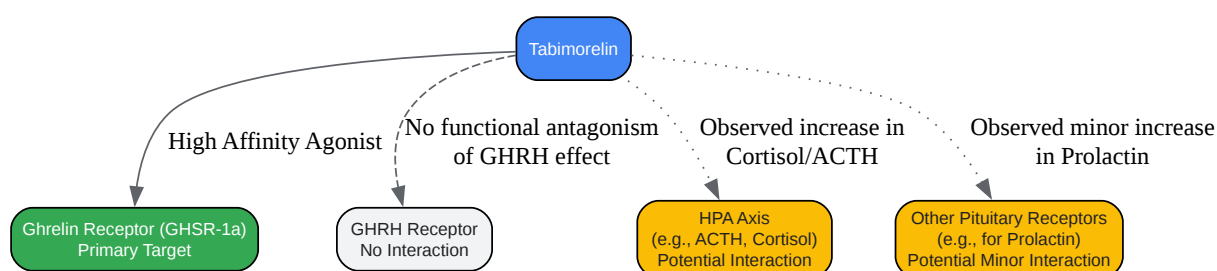 Tabimorelin
High Affinity Agonist
No functional antagonism
of GHRH effect
Observed increase in
Cortisol/ACTH
Observed minor increase
in Prolactin
Ghrelin Receptor (GHSR-1a)
Primary Target
GHRH Receptor
No Interaction
HPA Axis
(e.g., ACTH, Cortisol)
Potential Interaction
Other Pituitary Receptors
(e.g., for Prolactin)
Potential Minor Interaction